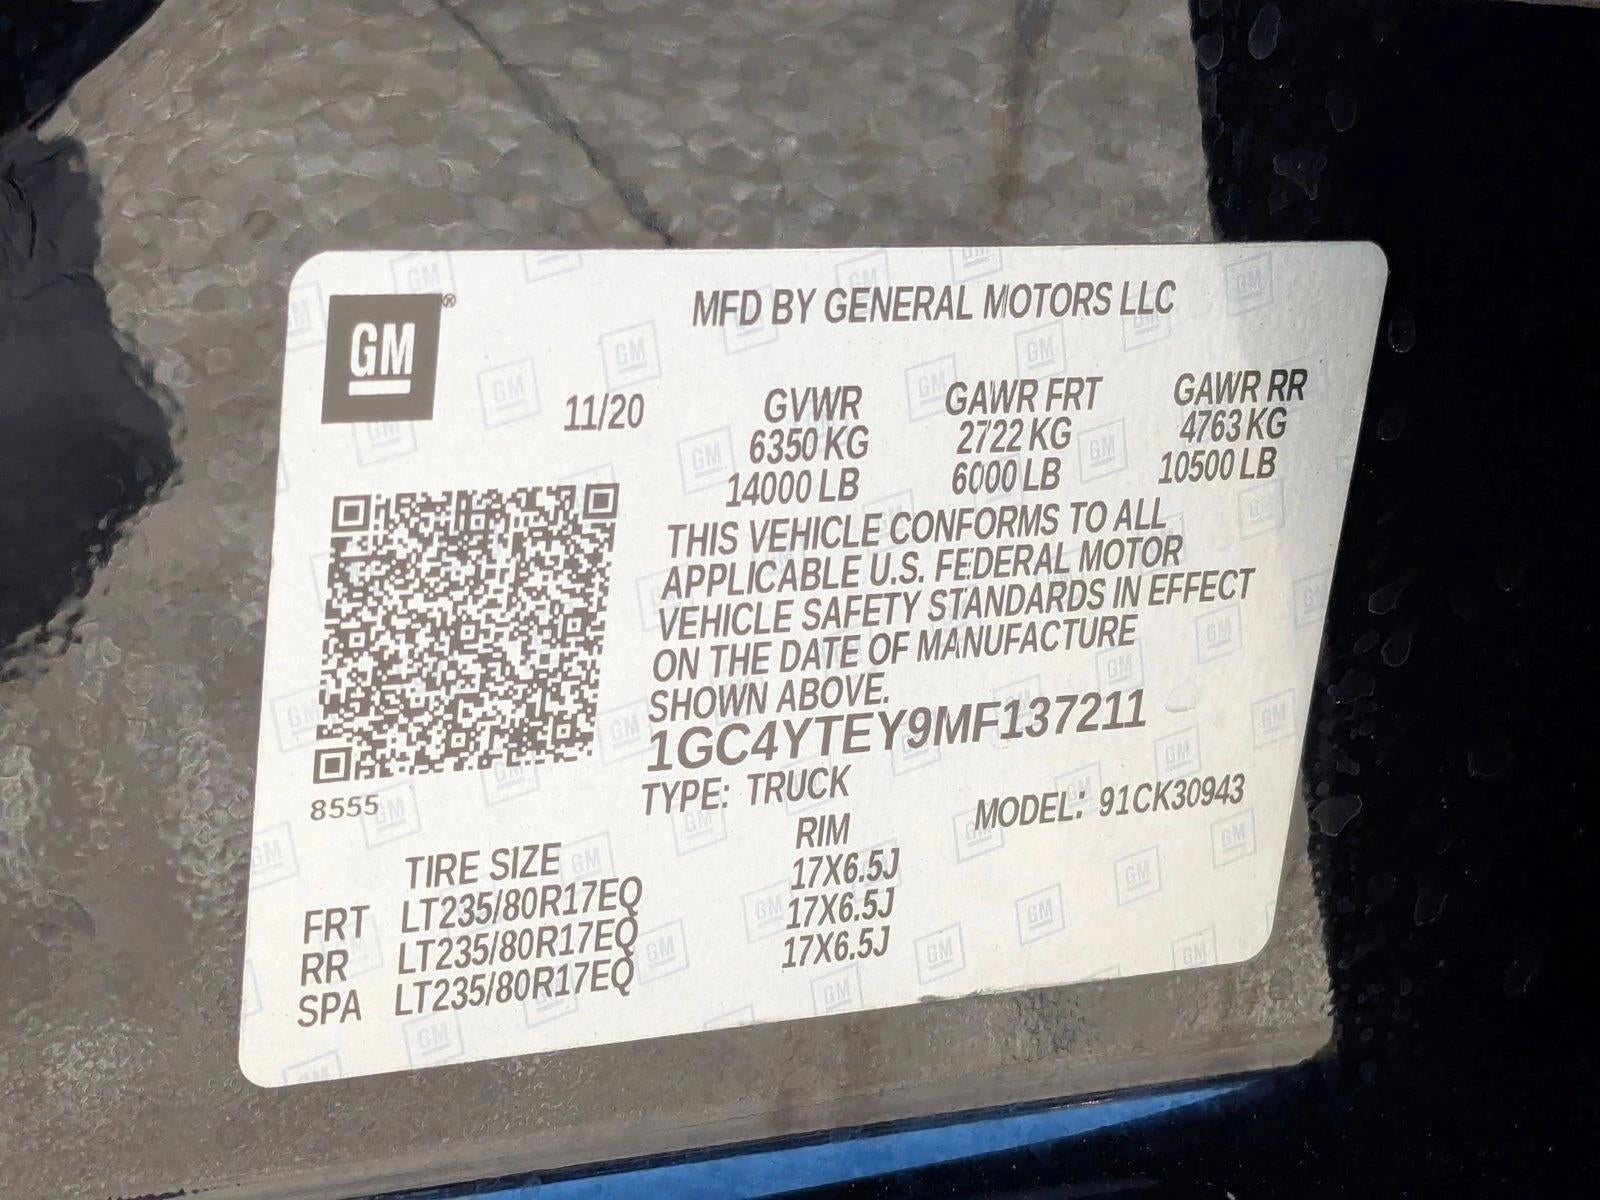 GM®
MFD BY GENERAL MOTORS LLC
11/20
GVWR GAWR FRT GAWR RR
6350 KG 2722 KG 4763 KG
14000 LB 6000 LB 10500 LB
THIS VEHICLE CONFORMS TO ALL
APPLICABLE U.S. FEDERAL MOTOR
VEHICLE SAFETY STANDARDS IN EFFECT
ON THE DATE OF MANUFACTURE
SHOWN ABOVE.
1GC4YTEY9MF137211
8555
TYPE: TRUCK MODEL: 91CK30943
TIRE SIZE RIM
FRT LT235/80R17EQ 17X6.5J
RR LT235/80R17EQ 17X6.5J
SPA LT235/80R17EQ 17X6.5J